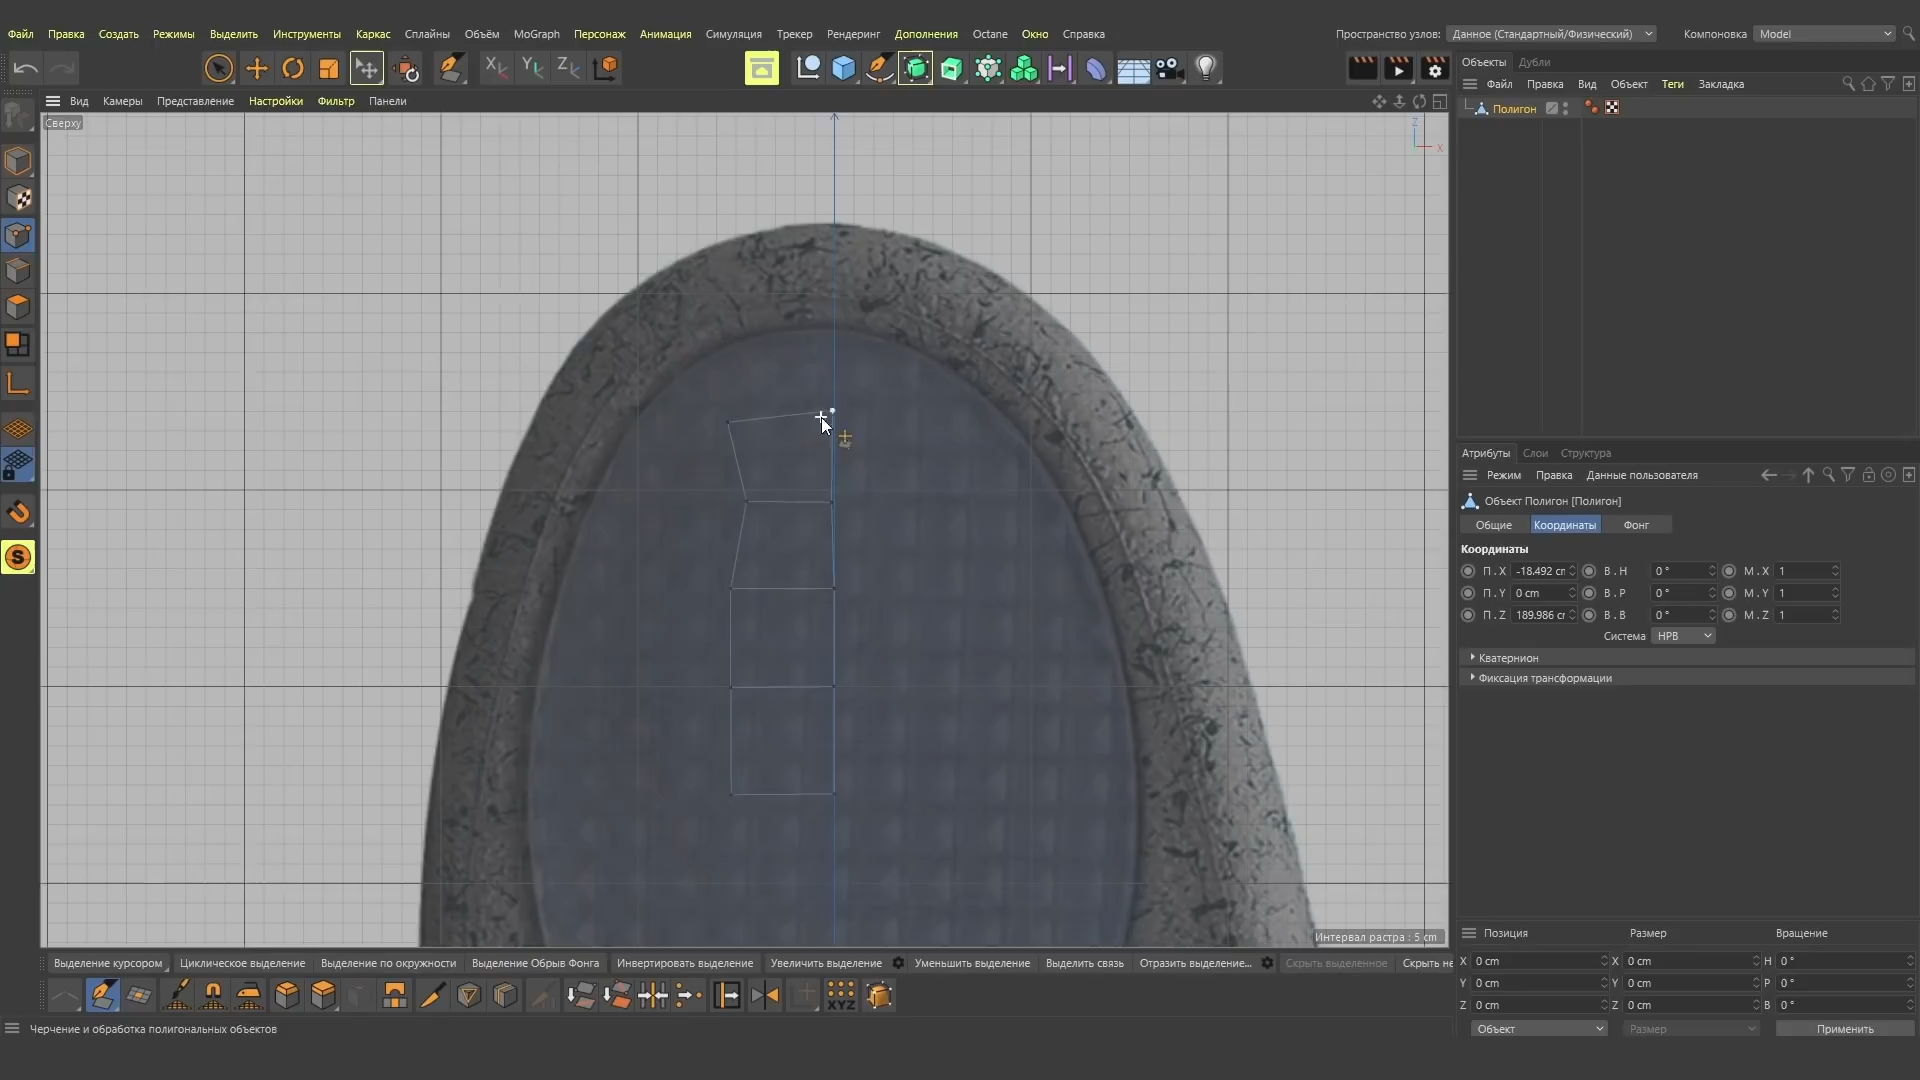 Файл Правка Создать Режимы Выделить Инструменты Каркас Сплайны Объём MoGraph Персонаж Анимация Симуляция Трекер Рендеринг Дополнения Octane Окно Справка Пространство узлов: Данное (Стандартный/Физический) Компоновка Model
X Y Z
Объекты Дубли
Файл Правка Вид Объект Теги Закладка
Вид Камеры Представление Настройки Фильтр Панели
Полигон
Сверху
Z
X
Атрибуты Слои Структура
Режим Правка Данные пользователя
Объект Полигон [Полигон]
Общие Координаты Фонг
Координаты
П . X -18.492 cr В . H 0 ° М . X 1
П . Y 0 cm В . P 0 ° М . Y 1
П . Z 189.986 cr В . B 0 ° М . Z 1
Система HPB
Кватернион
Фиксация трансформации
S
Интервал растра : 5 cm
Позиция Размер Вращение
Выделение курсором Циклическое выделение Выделение по окружности Выделение Обрыв Фонга Инвертировать выделение Увеличить выделение Уменьшить выделение Выделить связь Отразить выделение... Скрыть выделенное Скрыть не
X 0 cm X 0 cm H 0 °
Y 0 cm Y 0 cm P 0 °
Z 0 cm Z 0 cm B 0 °
XYZ
Объект Размер Применить
Черчение и обработка полигональных объектов